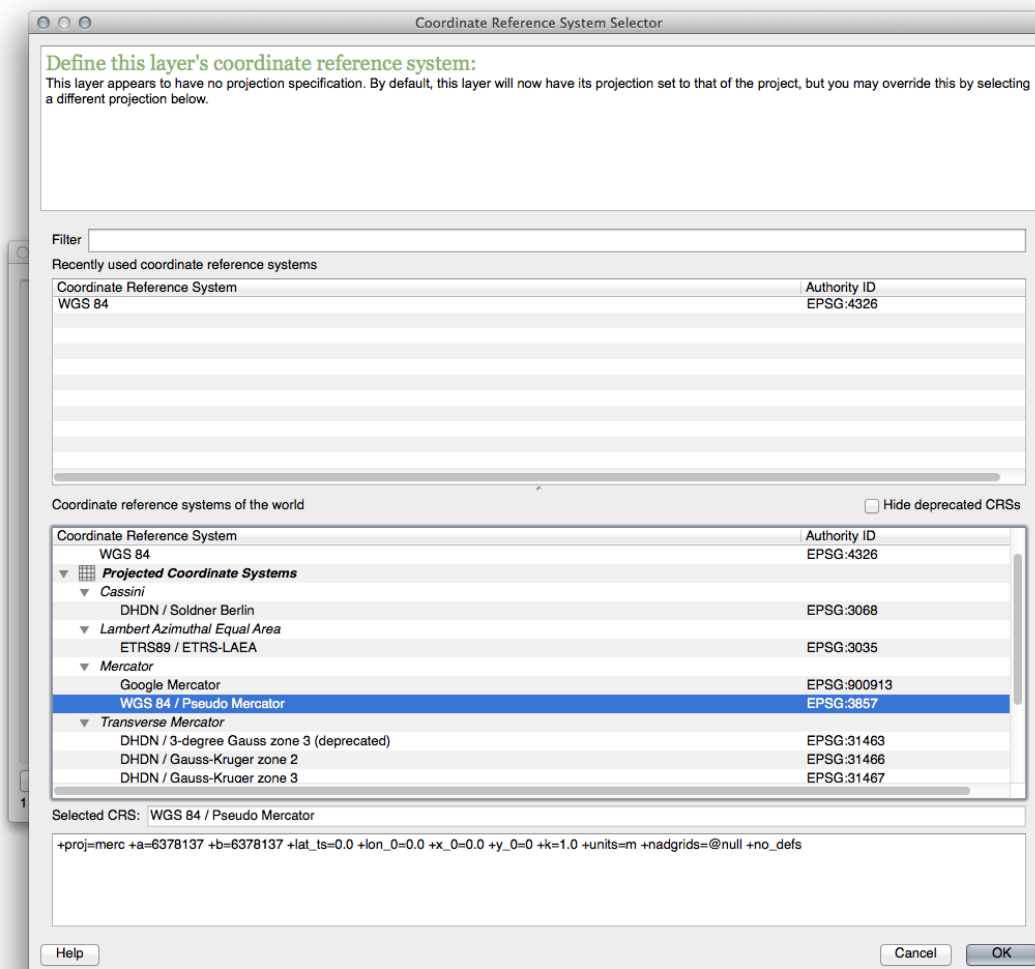 Coordinate Reference System Selector
Define this layer's coordinate reference system:
This layer appears to have no projection specification. By default, this layer will now have its projection set to that of the project, but you may override this by selecting
a different projection below.
Filter
Recently used coordinate reference systems
Coordinate Reference System Authority ID
WGS 84 EPSG:4326
Coordinate reference systems of the world Hide deprecated CRSs
Coordinate Reference System Authority ID
WGS 84 EPSG:4326
Projected Coordinate Systems
Cassini
DHDN / Soldner Berlin EPSG:3068
Lambert Azimuthal Equal Area
ETRS89 / ETRS-LAEA EPSG:3035
Mercator
Google Mercator EPSG:900913
WGS 84 / Pseudo Mercator EPSG:3857
Transverse Mercator
DHDN / 3-degree Gauss zone 3 (deprecated) EPSG:31463
DHDN / Gauss-Kruger zone 2 EPSG:31466
DHDN / Gauss-Kruger zone 3 EPSG:31467
1
Selected CRS: WGS 84 / Pseudo Mercator
+proj=merc +a=6378137 +b=6378137 +lat_ts=0.0 +lon_0=0.0 +x_0=0.0 +y_0=0 +k=1.0 +units=m +nadgrids=@null +no_defs
Help Cancel OK